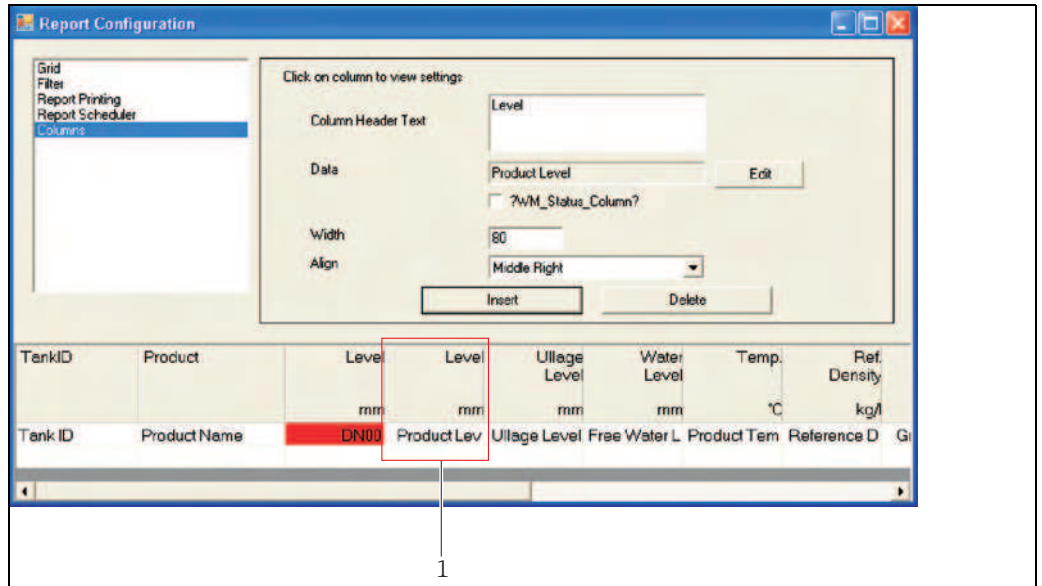 Report Configuration
Grid
Filter
Report Printing
Report Scheduler
Columns
Click on column to view settings
Column Header Text
Level
Data
Product Level
Edit
?WM_Status_Column?
Width
80
Align
Middle Right
Insert
Delete
TankID Product Level Level Ullage Water Temp. Ref.
Level Level Density
mm mm mm mm °C kg/l
Tank ID Product Name DN00 Product Lev Ullage Level Free Water L Product Tem Reference D
1